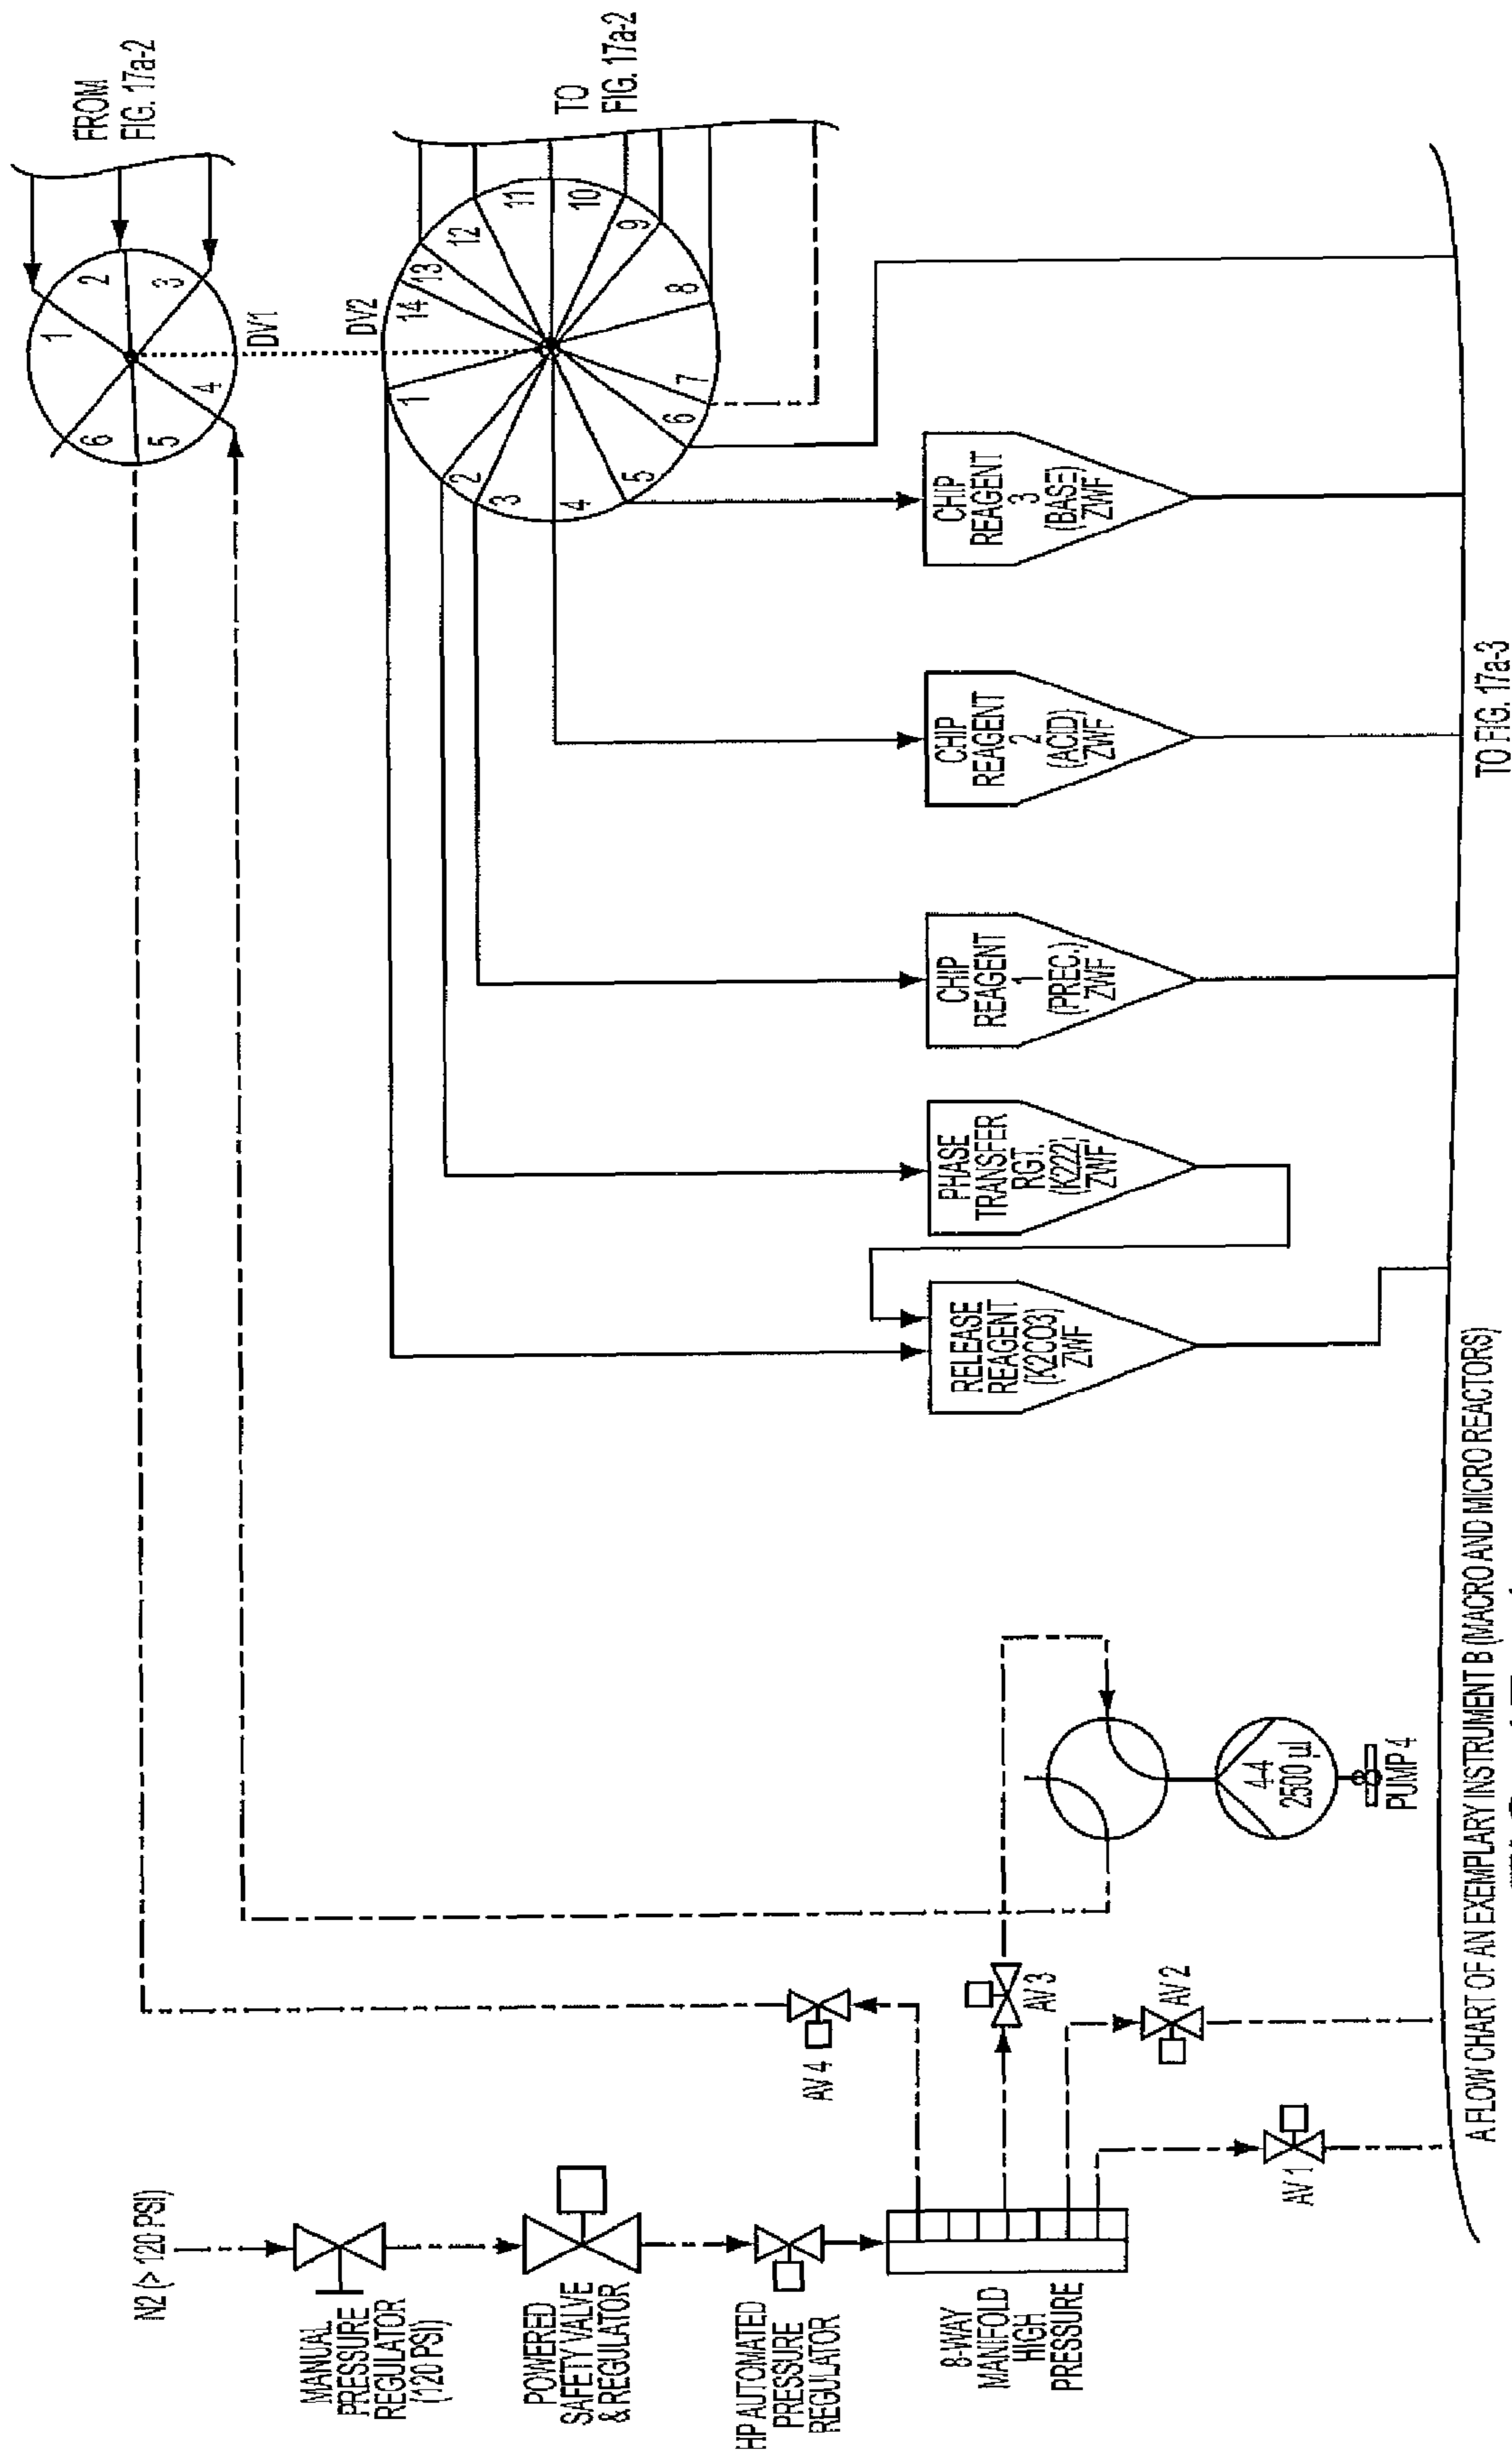 FROM
FIG. 17a-2
1
2
3
4
5
6
DV1
DV2
1
2
3
4
5
6
7
8
9
10
11
12
13
14
TO
FIG. 17a-2
N2 (> 120 PSI)
MANUAL
PRESSURE
REGULATOR
(120 PSI)
POWERED
SAFETY VALVE
& REGULATOR
HP AUTOMATED
PRESSURE
REGULATOR
8-WAY
MANIFOLD
HIGH
PRESSURE
AV 4
AV 3
AV 2
AV 1
4-4
2500 µl
PUMP 4
RELEASE
REAGENT
(K2CO3)
ZWF
PHASE
TRANSFER
RGT.
(K222)
ZWF
CHIP
REAGENT
1
(PREC.)
ZWF
CHIP
REAGENT
2
(ACID)
ZWF
CHIP
REAGENT
3
(BASE)
ZWF
TO FIG. 17a-3
A FLOW CHART OF AN EXEMPLARY INSTRUMENT B (MACRO AND MICRO REACTORS)